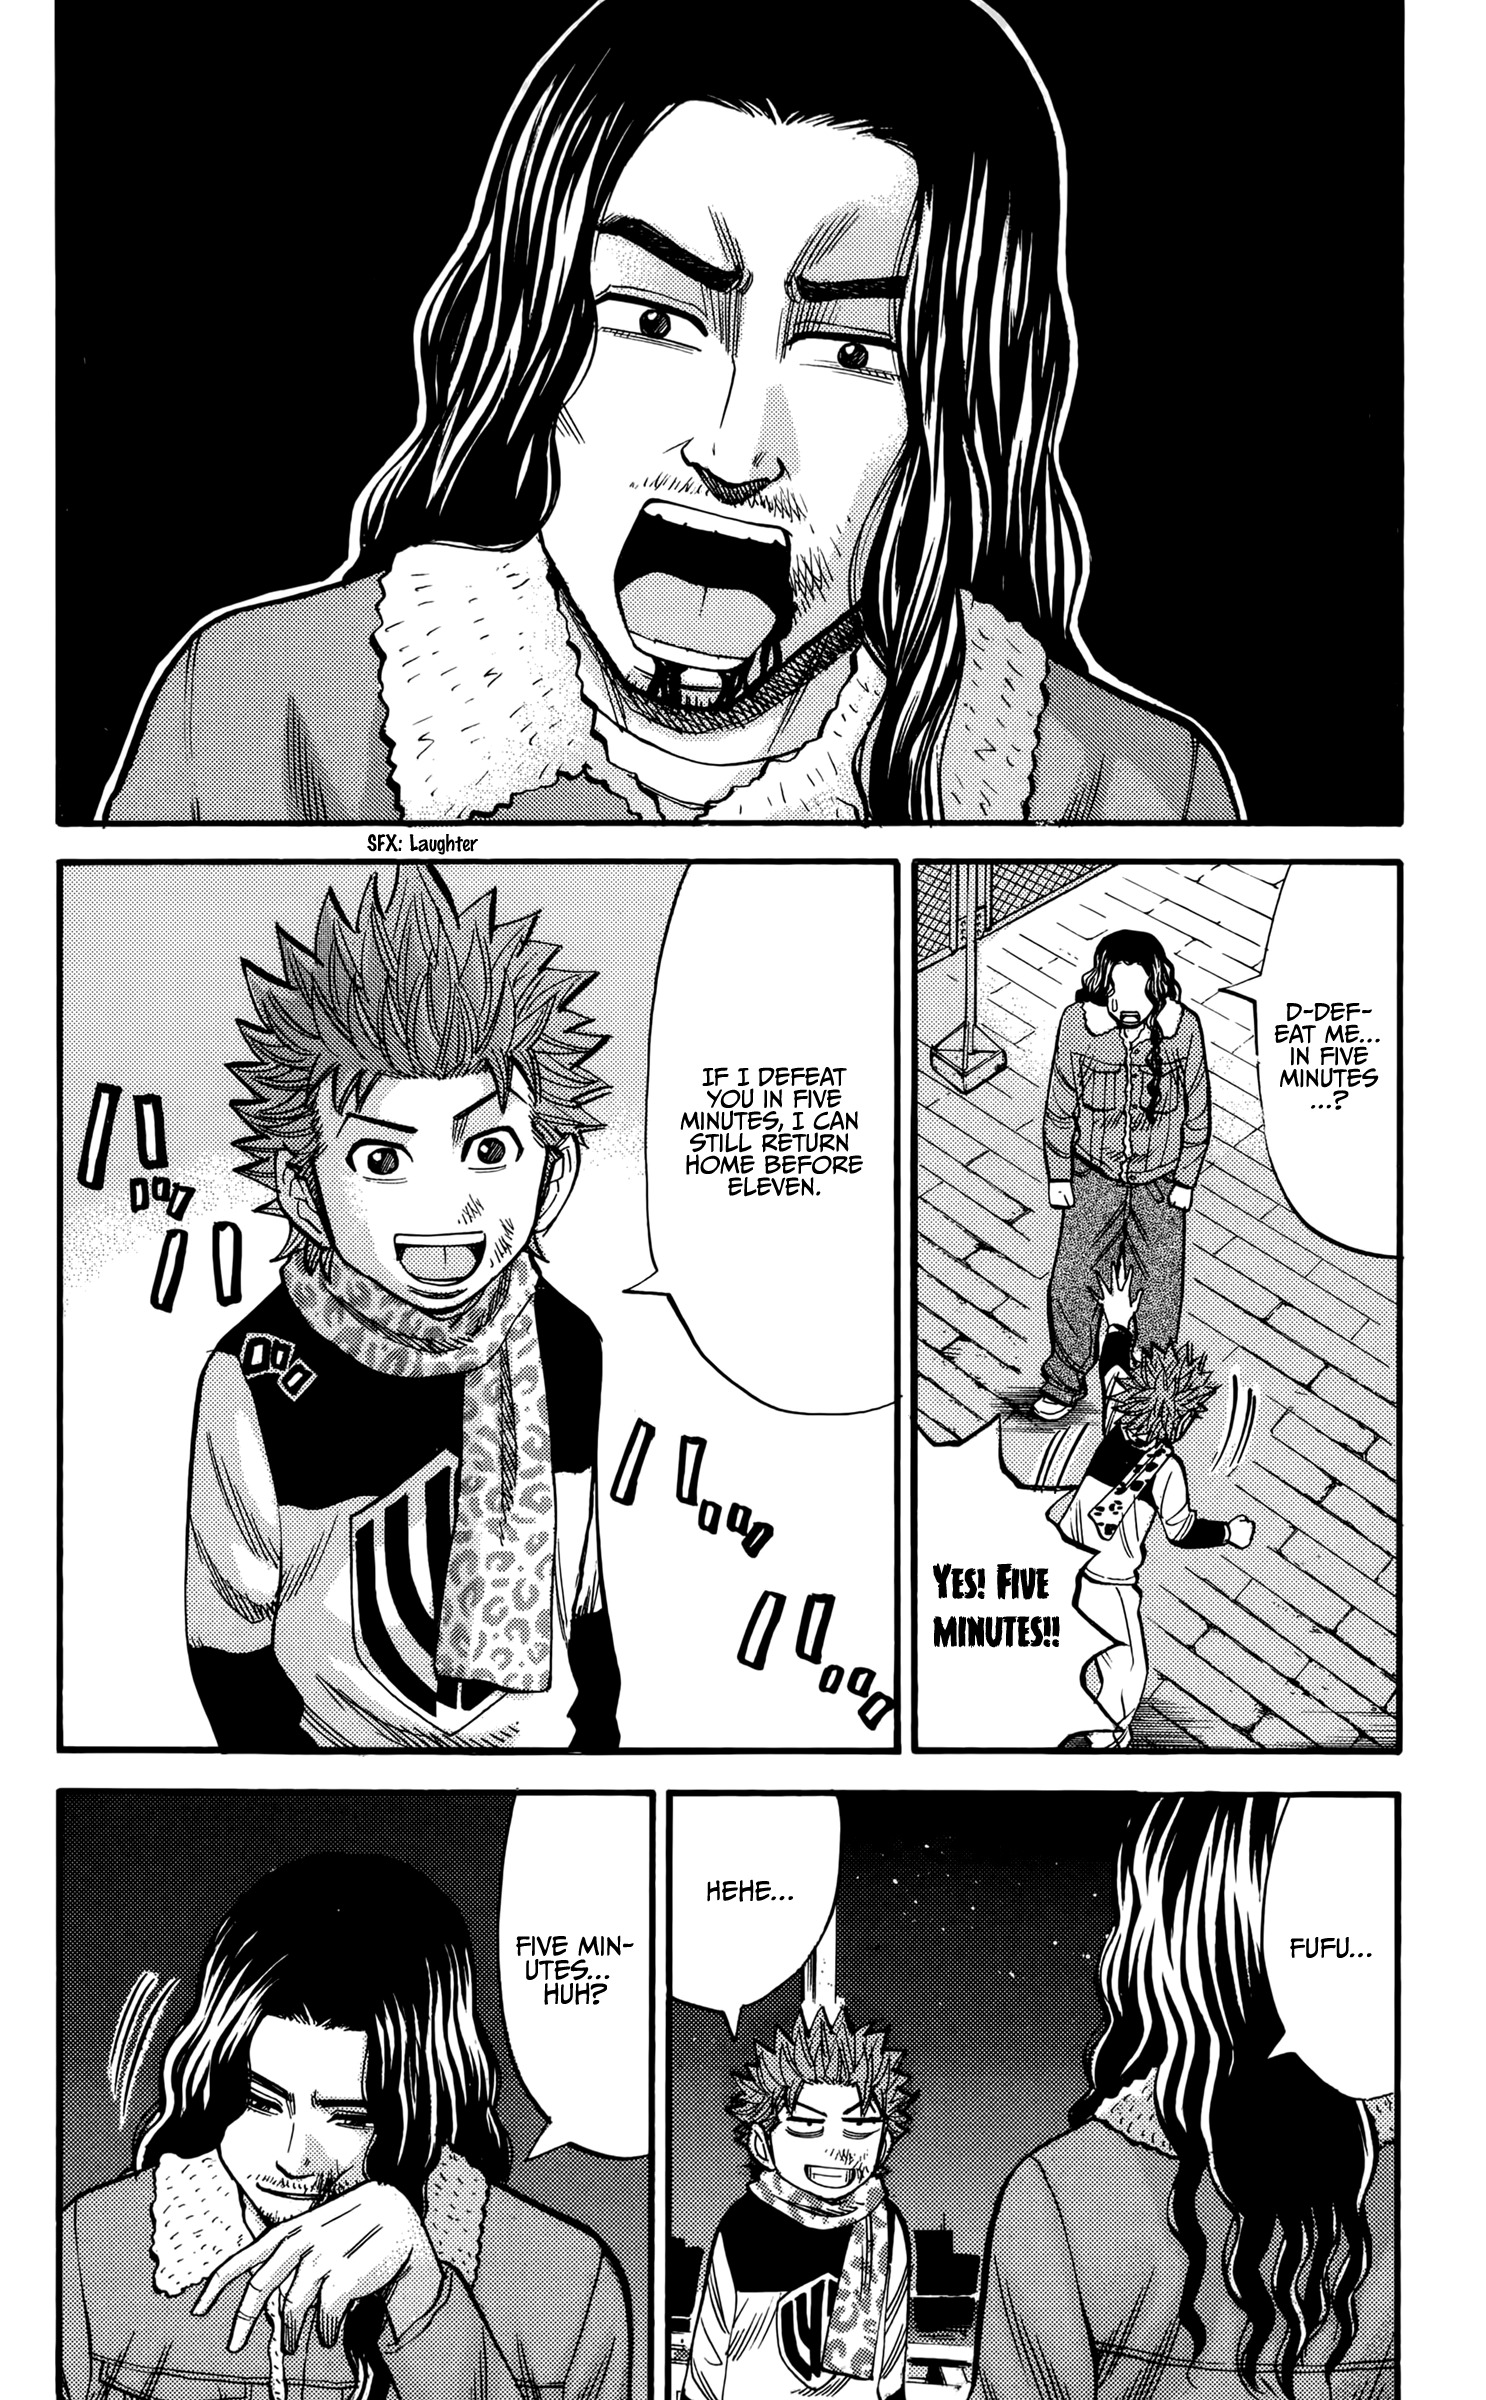 D-DEF-
EAT ME...
IN FIVE
MINUTES
...?
YES! FIVE
MINUTES!!
SFX: Laughter
IF I DEFEAT
YOU IN FIVE
MINUTES, I CAN
STILL RETURN
HOME BEFORE
ELEVEN.
FUFU...
HEHE...
FIVE MIN-
UTES...
HUH?